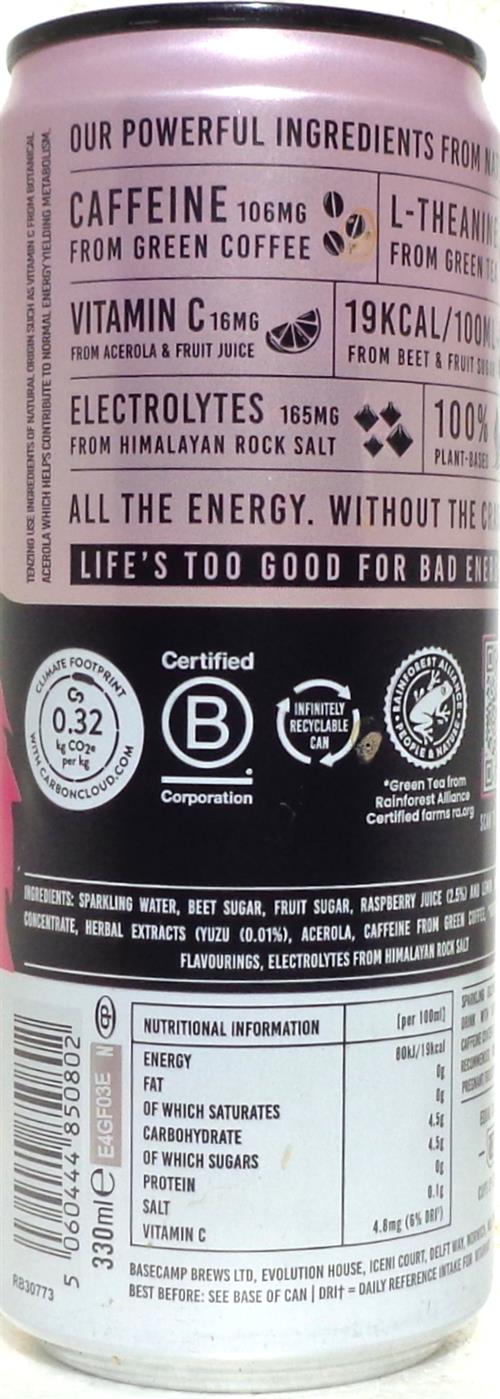 OUR POWERFUL INGREDIENTS FROM
CAFFEINE 106MG
FROM GREEN COFFEE
L-THEANINE
FROM GREEN
VITAMIN C 16MG
FROM ACEROLA & FRUIT JUICE
19KCAL/100ML
FROM BEET & FRUIT SUGAR
ELECTROLYTES 165MG
FROM HIMALAYAN ROCK SALT
100%
PLANT-BASED
ALL THE ENERGY. WITHOUT THE
LIFE'S TOO GOOD FOR BAD
TENZING USE INGREDIENTS OF NATURAL ORIGIN SUCH AS VITAMIN C FROM BOTANICAL
ACEROLA WHICH HELPS CONTRIBUTE TO NORMAL ENERGY YIELDING METABOLISM.
CLIMATE FOOTPRINT
0.32
kg CO2e
per kg
WITH CARBONCLOUD.COM
Certified
B
Corporation
INFINITELY
RECYCLABLE
CAN
RAINFOREST ALLIANCE
PEOPLE & NATURE
*Green Tea from
Rainforest Alliance
Certified farms ra.org
SCAN
INGREDIENTS: SPARKLING WATER, BEET SUGAR, FRUIT SUGAR, RASPBERRY JUICE (2.5%) AND
CONCENTRATE, HERBAL EXTRACTS (YUZU (0.01%), ACEROLA, CAFFEINE FROM GREEN COFFEE,
FLAVOURINGS, ELECTROLYTES FROM HIMALAYAN ROCK SALT
NUTRITIONAL INFORMATION [per 100ml]
ENERGY 80kJ/19kcal
FAT 0g
OF WHICH SATURATES 0g
CARBOHYDRATE 4.5g
OF WHICH SUGARS 4.5g
PROTEIN 0g
SALT 0.1g
VITAMIN C 4.8mg (6% DRI†)
BASECAMP BREWS LTD, EVOLUTION HOUSE, ICENI COURT, DELFT WAY, NORWICH,
BEST BEFORE: SEE BASE OF CAN | DRI† = DAILY REFERENCE INTAKE FOR
5 060444 850802
RB30773
330ml e
E4GF03E N